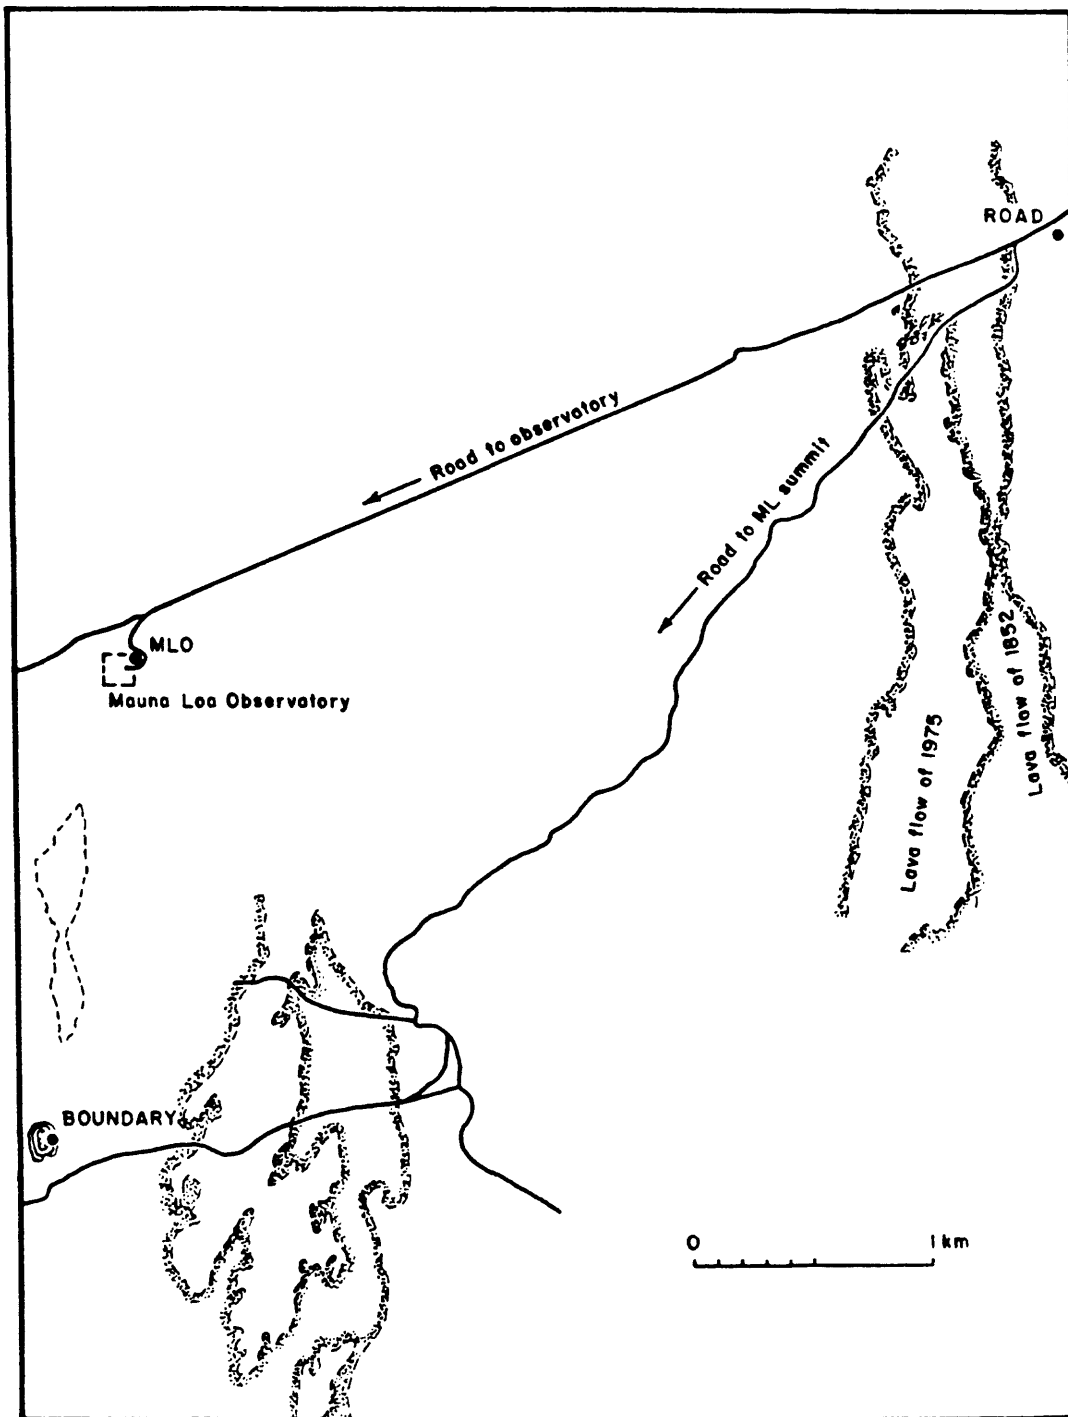 ROAD
Road to observatory
Road to ML summit
MLO
Mauna Loa Observatory
Lava flow of 1852
Lava flow of 1975
BOUNDARY
0 1 km